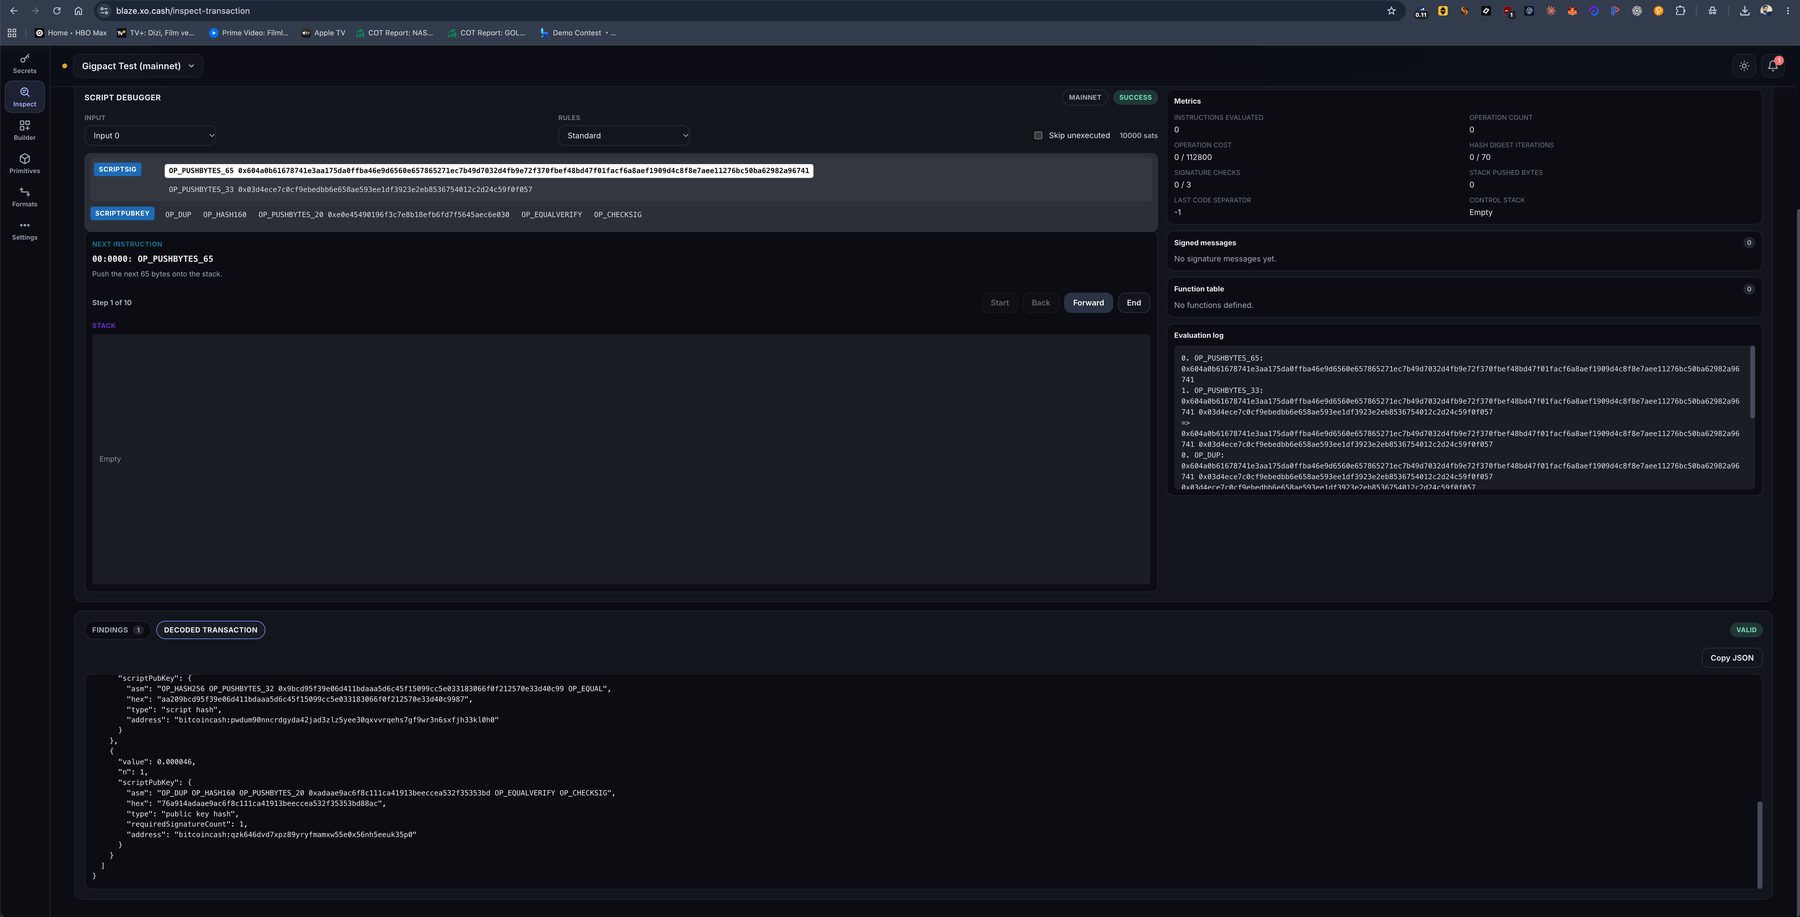 blaze.xo.cash/inspect-transaction
0.11
1
Home • HBO Max
TV+: Dizi, Film ve...
Prime Video: Filml...
Apple TV
COT Report: NAS...
COT Report: GOL...
Demo Contest • ...
Secrets
Inspect
Builder
Primitives
Formats
Settings
Gigpact Test (mainnet)
1
SCRIPT DEBUGGER
MAINNET
SUCCESS
INPUT
RULES
Input 0
Standard
Skip unexecuted
10000 sats
SCRIPTSIG
OP_PUSHBYTES_65 0x604a0b61678741e3aa175da0ffba46e9d6560e657865271ec7b49d7032d4fb9e72f370fbef48bd47f01facf6a8aef1909d4c8f8e7aee11276bc50ba62982a96741
OP_PUSHBYTES_33 0x03d4ece7c0cf9ebedbb6e658ae593ee1df3923e2eb8536754012c2d24c59f0f057
SCRIPTPUBKEY
OP_DUP OP_HASH160 OP_PUSHBYTES_20 0xe0e45490196f3c7e8b18efb6fd7f5645aec6e030 OP_EQUALVERIFY OP_CHECKSIG
NEXT INSTRUCTION
00:0000: OP_PUSHBYTES_65
Push the next 65 bytes onto the stack.
Step 1 of 10
Start
Back
Forward
End
STACK
Empty
Metrics
INSTRUCTIONS EVALUATED
0
OPERATION COUNT
0
OPERATION COST
0 / 112800
HASH DIGEST ITERATIONS
0 / 70
SIGNATURE CHECKS
0 / 3
STACK PUSHED BYTES
0
LAST CODE SEPARATOR
-1
CONTROL STACK
Empty
Signed messages
0
No signature messages yet.
Function table
0
No functions defined.
Evaluation log
0. OP_PUSHBYTES_65:
0x604a0b61678741e3aa175da0ffba46e9d6560e657865271ec7b49d7032d4fb9e72f370fbef48bd47f01facf6a8aef1909d4c8f8e7aee11276bc50ba62982a96
741
1. OP_PUSHBYTES_33:
0x604a0b61678741e3aa175da0ffba46e9d6560e657865271ec7b49d7032d4fb9e72f370fbef48bd47f01facf6a8aef1909d4c8f8e7aee11276bc50ba62982a96
741 0x03d4ece7c0cf9ebedbb6e658ae593ee1df3923e2eb8536754012c2d24c59f0f057
=>
0x604a0b61678741e3aa175da0ffba46e9d6560e657865271ec7b49d7032d4fb9e72f370fbef48bd47f01facf6a8aef1909d4c8f8e7aee11276bc50ba62982a96
741 0x03d4ece7c0cf9ebedbb6e658ae593ee1df3923e2eb8536754012c2d24c59f0f057
0. OP_DUP:
0x604a0b61678741e3aa175da0ffba46e9d6560e657865271ec7b49d7032d4fb9e72f370fbef48bd47f01facf6a8aef1909d4c8f8e7aee11276bc50ba62982a96
741 0x03d4ece7c0cf9ebedbb6e658ae593ee1df3923e2eb8536754012c2d24c59f0f057
0x03d4ece7c0cf9ebedbb6e658ae593ee1df3923e2eb8536754012c2d24c59f0f057
FINDINGS 1
DECODED TRANSACTION
VALID
Copy JSON
"scriptPubKey": {
"asm": "OP_HASH256 OP_PUSHBYTES_32 0x9bcd95f39e06d411bdaaa5d6c45f15099cc5e033183066f0f212570e33d40c99 OP_EQUAL",
"hex": "aa209bcd95f39e06d411bdaaa5d6c45f15099cc5e033183066f0f212570e33d40c9987",
"type": "script hash",
"address": "bitcoincash:pwdum90nncrdgyda42jad3zlz5yee30qxvvrqehs7gf9wr3n6sxfjh33kl0h0"
}
},
{
"value": 0.000046,
"n": 1,
"scriptPubKey": {
"asm": "OP_DUP OP_HASH160 OP_PUSHBYTES_20 0xadaae9ac6f8c111ca41913beeccea532f35353bd OP_EQUALVERIFY OP_CHECKSIG",
"hex": "76a914adaae9ac6f8c111ca41913beeccea532f35353bd88ac",
"type": "public key hash",
"requiredSignatureCount": 1,
"address": "bitcoincash:qzk646dvd7xpz89yryfmamxw55e0x56nh5eeuk35p0"
}
}
]
}